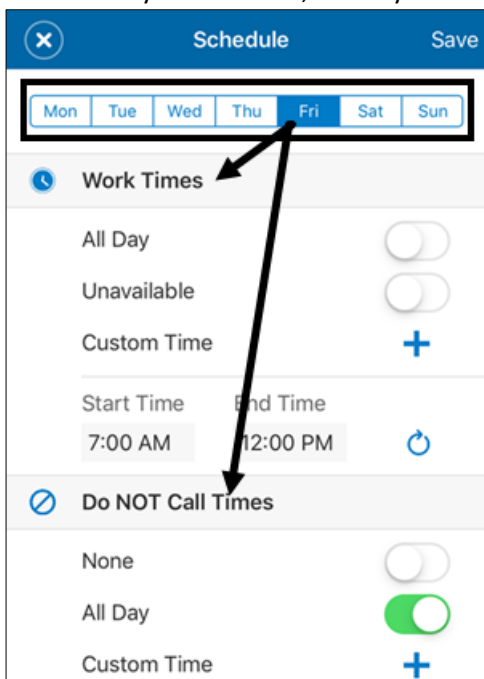 Schedule Save
Mon Tue Wed Thu Fri Sat Sun
Work Times
All Day
Unavailable
Custom Time
Start Time End Time
7:00 AM 12:00 PM
Do NOT Call Times
None
All Day
Custom Time